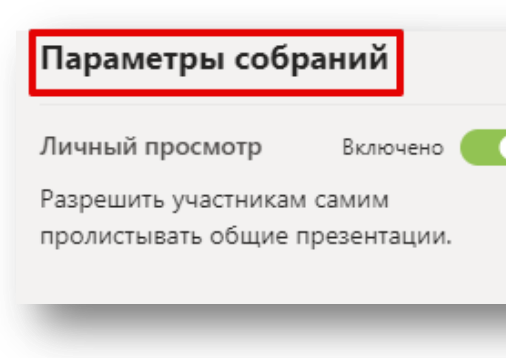 Параметры собраний
Личный просмотр Включено
Разрешить участникам самим
пролистывать общие презентации.